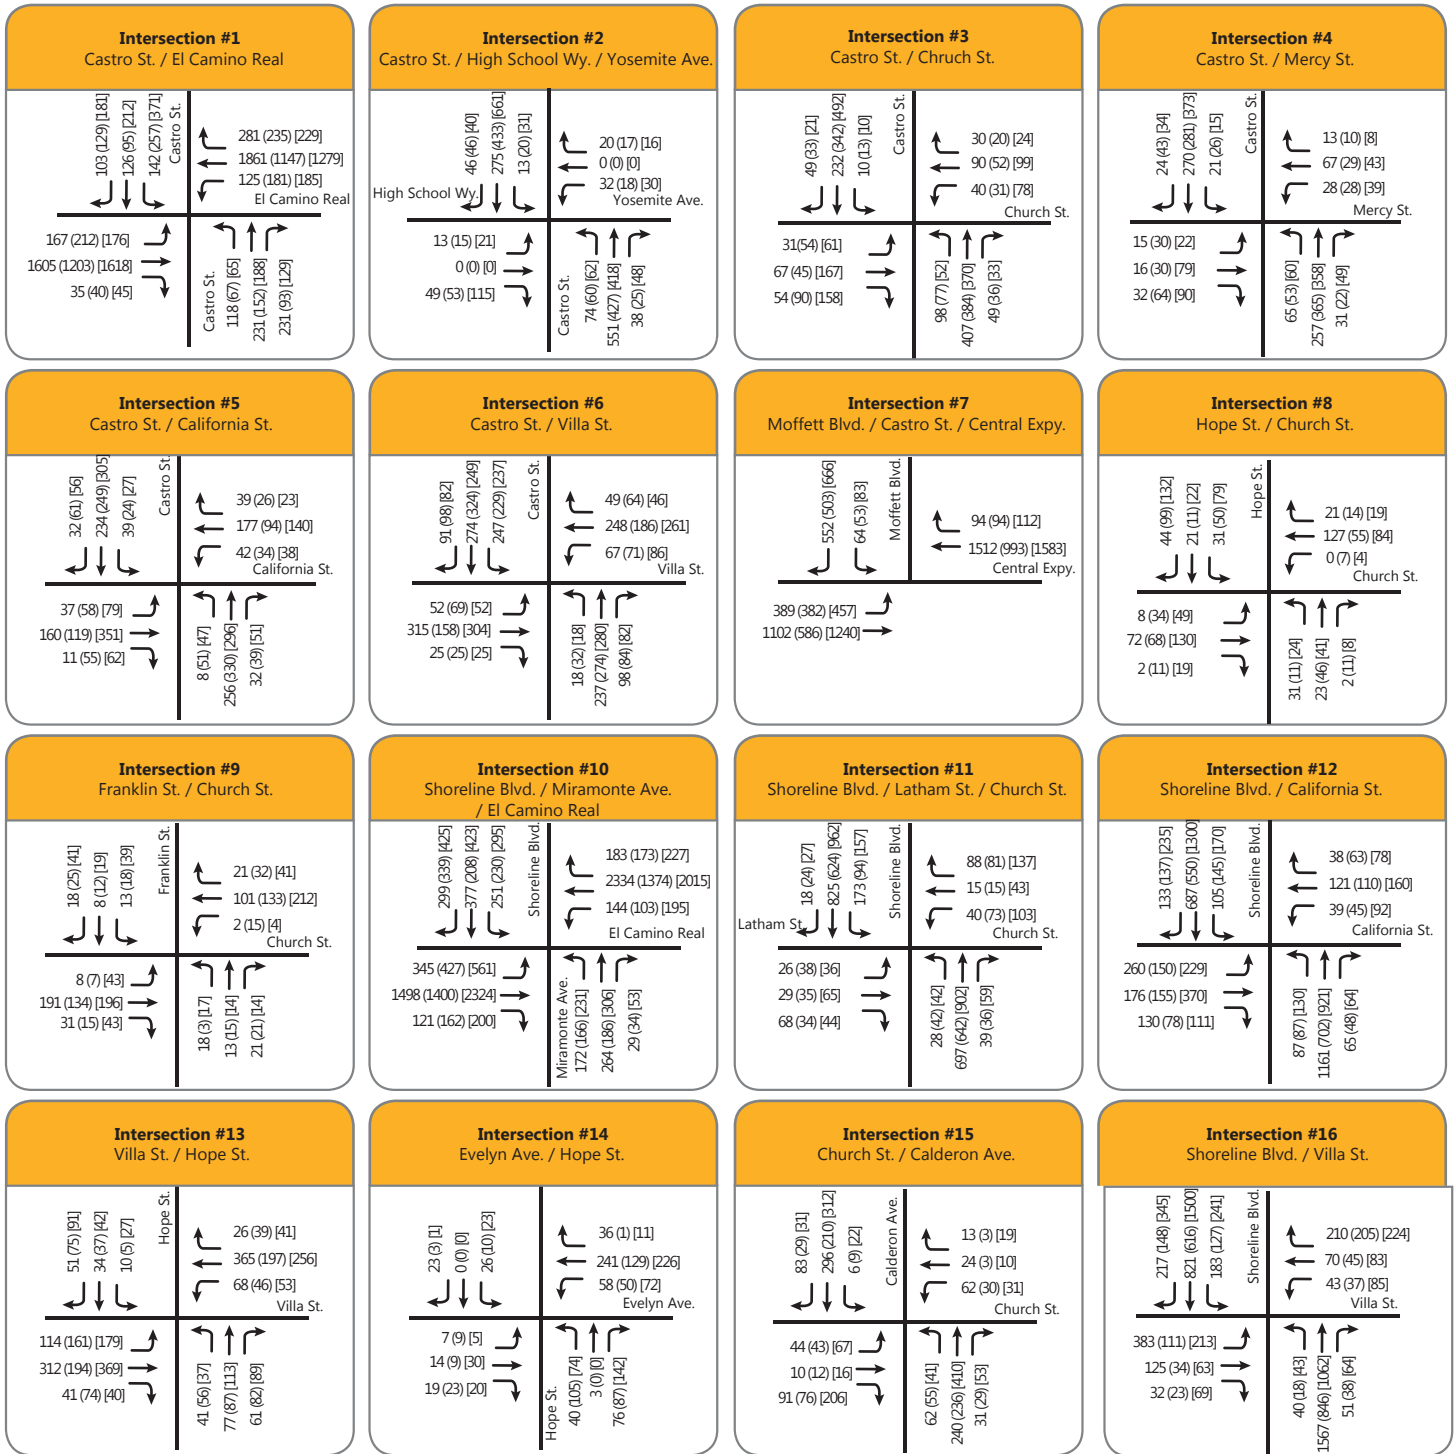 Intersection #1
Castro St. / El Camino Real
103 (129) [181]
126 (95) [212]
142 (257) [371]
Castro St.
281 (235) [229]
1861 (1147) [1279]
125 (181) [185]
El Camino Real
167 (212) [176]
1605 (1203) [1618]
35 (40) [45]
Castro St.
118 (67) [65]
231 (152) [188]
231 (93) [129]
Intersection #2
Castro St. / High School Wy. / Yosemite Ave.
46 (46) [40]
275 (433) [661]
13 (20) [31]
20 (17) [16]
0 (0) [0]
32 (18) [30]
High School Wy.
Yosemite Ave.
13 (15) [21]
0 (0) [0]
49 (53) [115]
Castro St.
74 (60) [62]
551 (427) [418]
38 (25) [48]
Intersection #3
Castro St. / Chruch St.
49 (33) [21]
232 (342) [492]
10 (13) [10]
Castro St.
30 (20) [24]
90 (52) [99]
40 (31) [78]
Church St.
31(54) [61]
67 (45) [167]
54 (90) [158]
98 (77) [52]
407 (384) [370]
49 (36) [33]
Intersection #4
Castro St. / Mercy St.
24 (43) [34]
270 (281) [373]
21 (26) [15]
Castro St.
13 (10) [8]
67 (29) [43]
28 (28) [39]
Mercy St.
15 (30) [22]
16 (30) [79]
32 (64) [90]
65 (53) [60]
257 (365) [358]
31 (22) [49]
Intersection #5
Castro St. / California St.
32 (61) [56]
234 (249) [305]
39 (24) [27]
Castro St.
39 (26) [23]
177 (94) [140]
42 (34) [38]
California St.
37 (58) [79]
160 (119) [351]
11 (55) [62]
8 (51) [47]
256 (330) [296]
32 (39) [51]
Intersection #6
Castro St. / Villa St.
91 (98) [82]
274 (324) [249]
247 (229) [237]
Castro St.
49 (64) [46]
248 (186) [261]
67 (71) [86]
Villa St.
52 (69) [52]
315 (158) [304]
25 (25) [25]
18 (32) [18]
237 (274) [280]
98 (84) [82]
Intersection #7
Moffett Blvd. / Castro St. / Central Expy.
552 (503) [666]
64 (53) [83]
Moffett Blvd.
94 (94) [112]
1512 (993) [1583]
Central Expy.
389 (382) [457]
1102 (586) [1240]
Intersection #8
Hope St. / Church St.
44 (99) [132]
21 (11) [22]
31 (50) [79]
Hope St.
21 (14) [19]
127 (55) [84]
0 (7) [4]
Church St.
8 (34) [49]
72 (68) [130]
2 (11) [19]
31 (11) [24]
23 (46) [41]
2 (11) [8]
Intersection #9
Franklin St. / Church St.
18 (25) [41]
8 (12) [19]
13 (18) [39]
Franklin St.
21 (32) [41]
101 (133) [212]
2 (15) [4]
Church St.
8 (7) [43]
191 (134) [196]
31 (15) [43]
18 (3) [17]
13 (15) [14]
21 (21) [14]
Intersection #10
Shoreline Blvd. / Miramonte Ave.
/ El Camino Real
299 (339) [425]
377 (208) [423]
251 (230) [295]
Shoreline Blvd.
183 (173) [227]
2334 (1374) [2015]
144 (103) [195]
El Camino Real
345 (427) [561]
1498 (1400) [2324]
121 (162) [200]
Miramonte Ave.
172 (166) [231]
264 (186) [306]
29 (34) [53]
Intersection #11
Shoreline Blvd. / Latham St. / Church St.
18 (24) [27]
825 (624) [962]
173 (94) [157]
Shoreline Blvd.
88 (81) [137]
15 (15) [43]
40 (73) [103]
Latham St.
Church St.
26 (38) [36]
29 (35) [65]
68 (34) [44]
28 (42) [42]
697 (642) [902]
39 (36) [59]
Intersection #12
Shoreline Blvd. / California St.
133 (137) [235]
687 (550) [1300]
105 (145) [170]
Shoreline Blvd.
38 (63) [78]
121 (110) [160]
39 (45) [92]
California St.
260 (150) [229]
176 (155) [370]
130 (78) [111]
87 (87) [130]
1161 (702) [921]
65 (48) [64]
Intersection #13
Villa St. / Hope St.
51 (75) [91]
34 (37) [42]
10 (5) [27]
Hope St.
26 (39) [41]
365 (197) [256]
68 (46) [53]
Villa St.
114 (161) [179]
312 (194) [369]
41 (74) [40]
41 (56) [37]
77 (87) [113]
61 (82) [89]
Intersection #14
Evelyn Ave. / Hope St.
23 (3) [1]
0 (0) [0]
26 (10) [23]
36 (1) [11]
241 (129) [226]
58 (50) [72]
Evelyn Ave.
7 (9) [5]
14 (9) [30]
19 (23) [20]
Hope St.
40 (105) [74]
3 (0) [0]
76 (87) [142]
Intersection #15
Church St. / Calderon Ave.
83 (29) [31]
296 (210) [312]
6 (9) [22]
Calderon Ave.
13 (3) [19]
24 (3) [10]
62 (30) [31]
Church St.
44 (43) [67]
10 (12) [16]
91 (76) [206]
62 (55) [41]
240 (236) [410]
31 (29) [53]
Intersection #16
Shoreline Blvd. / Villa St.
217 (148) [345]
821 (616) [1500]
183 (127) [241]
Shoreline Blvd.
210 (205) [224]
70 (45) [83]
43 (37) [85]
Villa St.
383 (111) [213]
125 (34) [63]
32 (23) [69]
40 (18) [43]
1567 (846) [1062]
51 (38) [64]